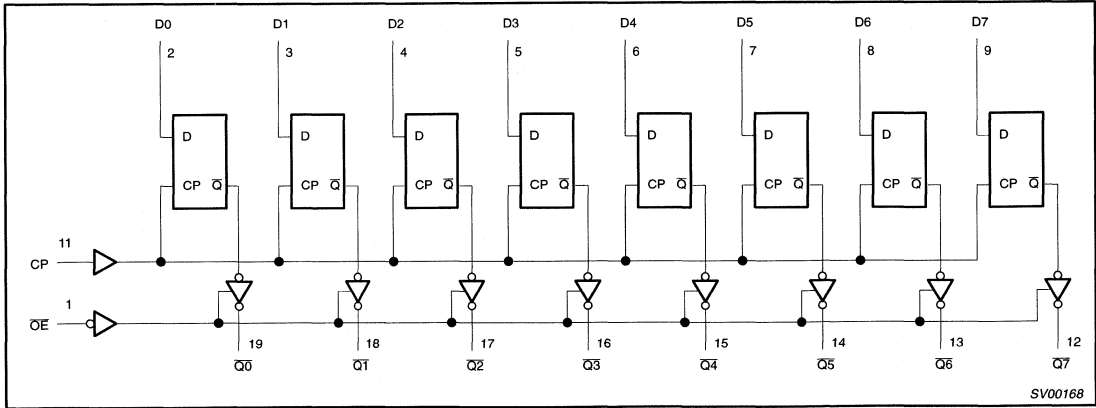 D0 D1 D2 D3 D4 D5 D6 D7
2 3 4 5 6 7 8 9
D D D D D D D D
CP Q̅ CP Q̅ CP Q̅ CP Q̅ CP Q̅ CP Q̅ CP Q̅ CP Q̅
11
CP
1
O̅E̅
19 18 17 16 15 14 13 12
Q̅0̅ Q̅1̅ Q̅2̅ Q̅3̅ Q̅4̅ Q̅5̅ Q̅6̅ Q̅7̅
SV00168